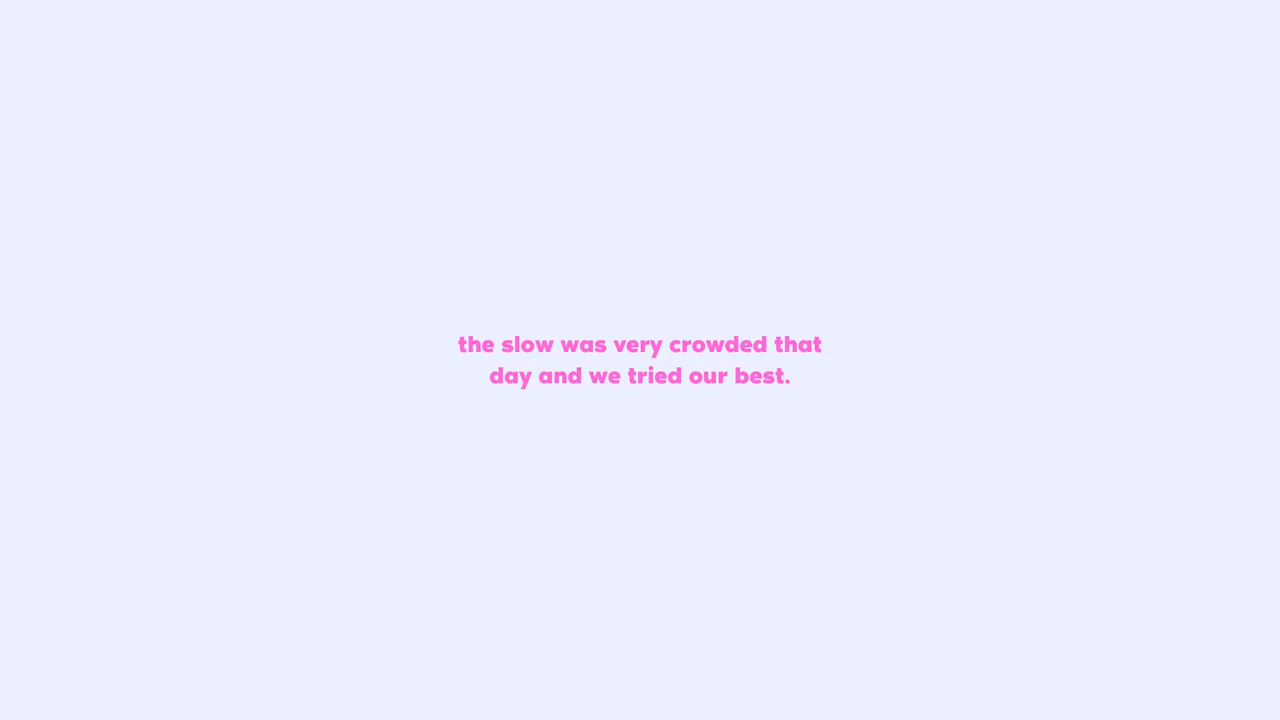 the slow was very crowded that
day and we tried our best.